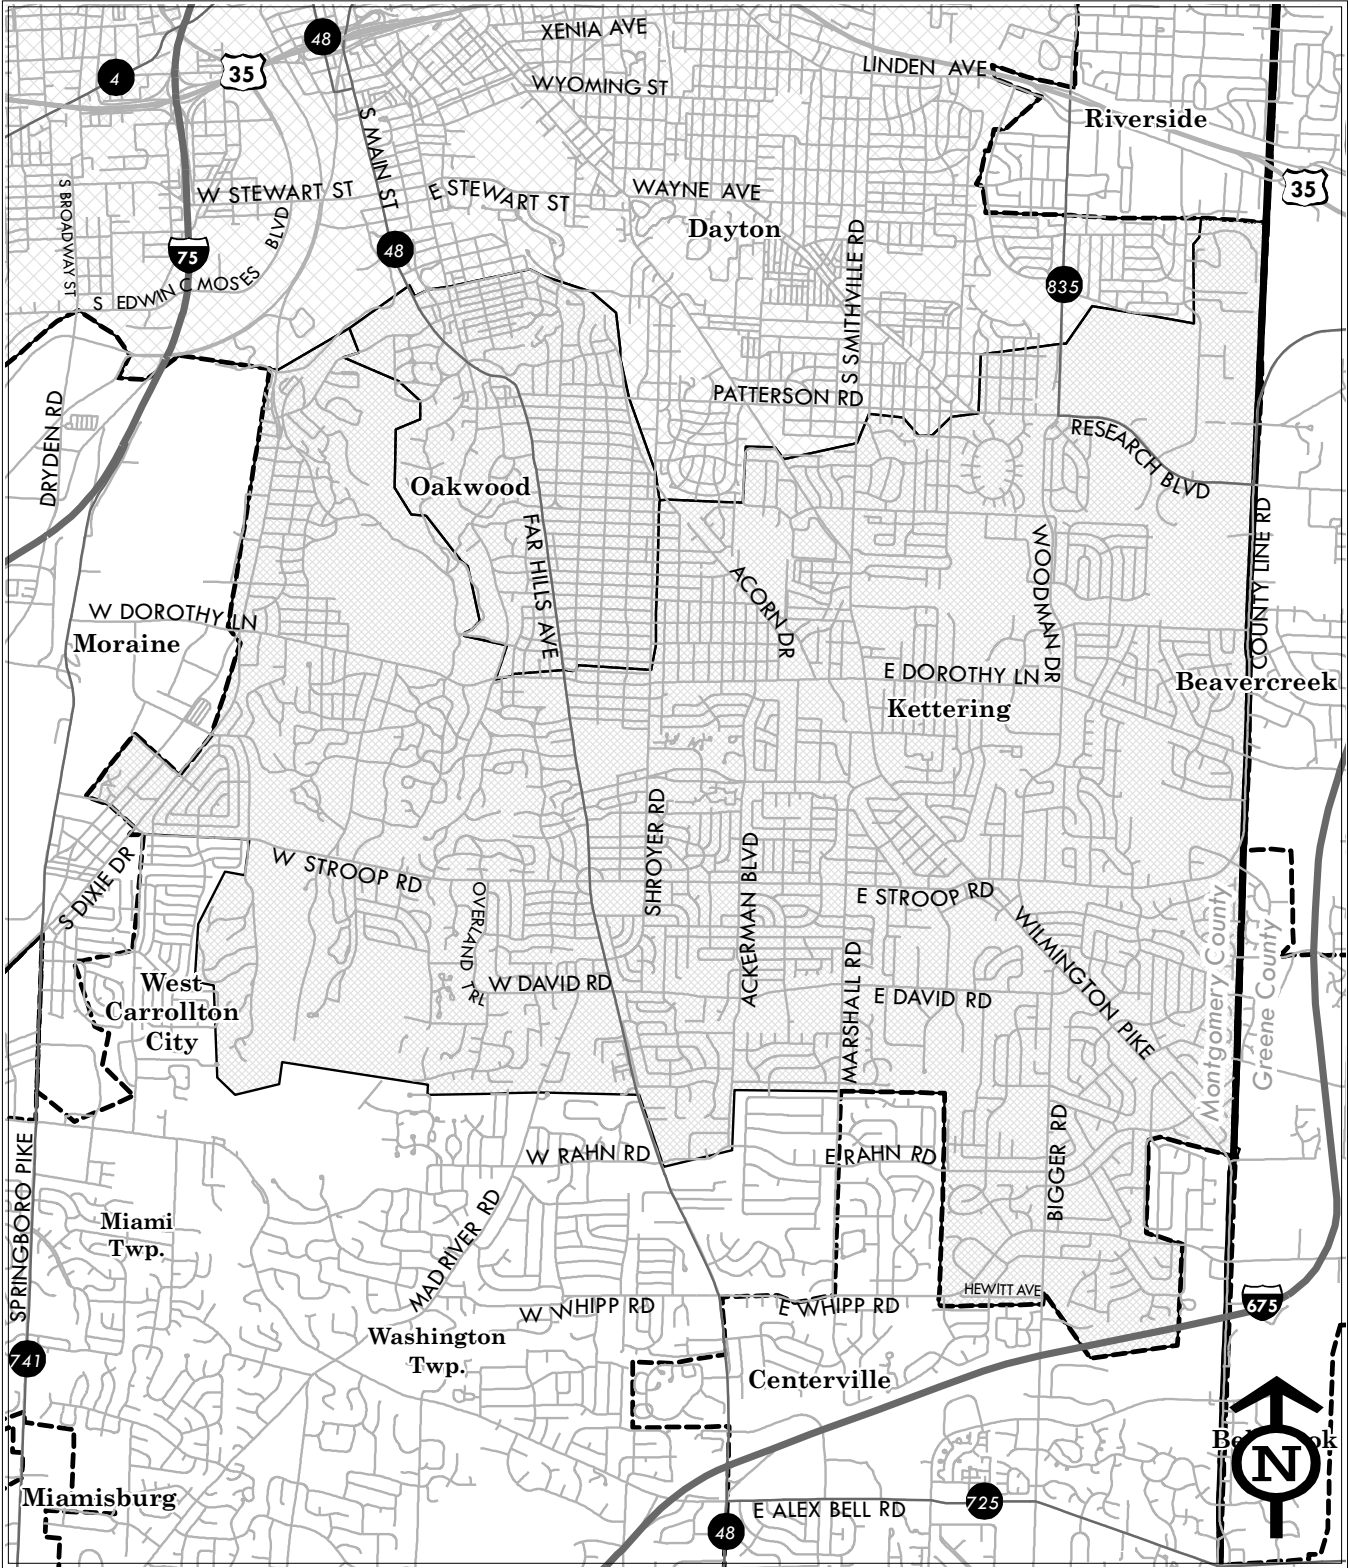 XENIA AVE
48
35
4
LINDEN AVE
WYOMING ST
Riverside
S MAIN ST
35
W STEWART ST
E STEWART ST
WAYNE AVE
S BROADWAY ST
Dayton
BLVD
48
75
S SMITHVILLE RD
S EDWIN C MOSES
835
PATTERSON RD
DRYDEN RD
RESEARCH BLVD
Oakwood
FAR HILLS AVE
COUNTY LINE RD
WOODMAN DR
ACORN DR
W DOROTHY LN
Moraine
E DOROTHY LN
Beavercreek
Kettering
SHROYER RD
ACKERMAN BLVD
S DIXIE DR
W STROOP RD
OVERLAND TRL
E STROOP RD
WILMINGTON PIKE
Montgomery County
Greene County
West
Carrollton
City
W DAVID RD
E DAVID RD
MARSHALL RD
BIGGER RD
SPRINGBORO PIKE
W RAHN RD
E RAHN RD
MAD RIVER RD
Miami
Twp.
HEWITT AVE
W WHIPP RD
E WHIPP RD
675
Washington
Twp.
741
Centerville
N
Miamisburg
E ALEX BELL RD
725
48